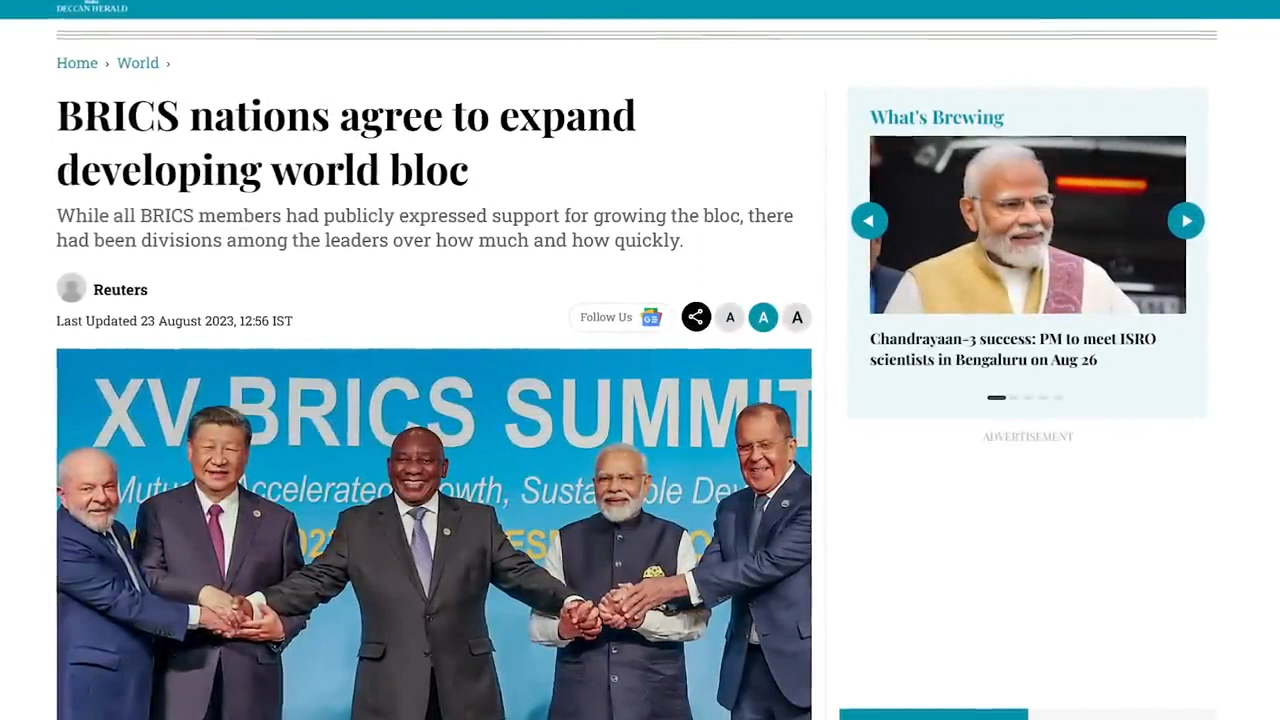 DECCAN HERALD
Home › World ›
BRICS nations agree to expand
developing world bloc
While all BRICS members had publicly expressed support for growing the bloc, there
had been divisions among the leaders over how much and how quickly.
Reuters
Last Updated 23 August 2023, 12:56 IST
Follow Us
A A A
XV BRICS SUMMIT
Accelerated
What's Brewing
Chandrayaan-3 success: PM to meet ISRO
scientists in Bengaluru on Aug 26
ADVERTISEMENT